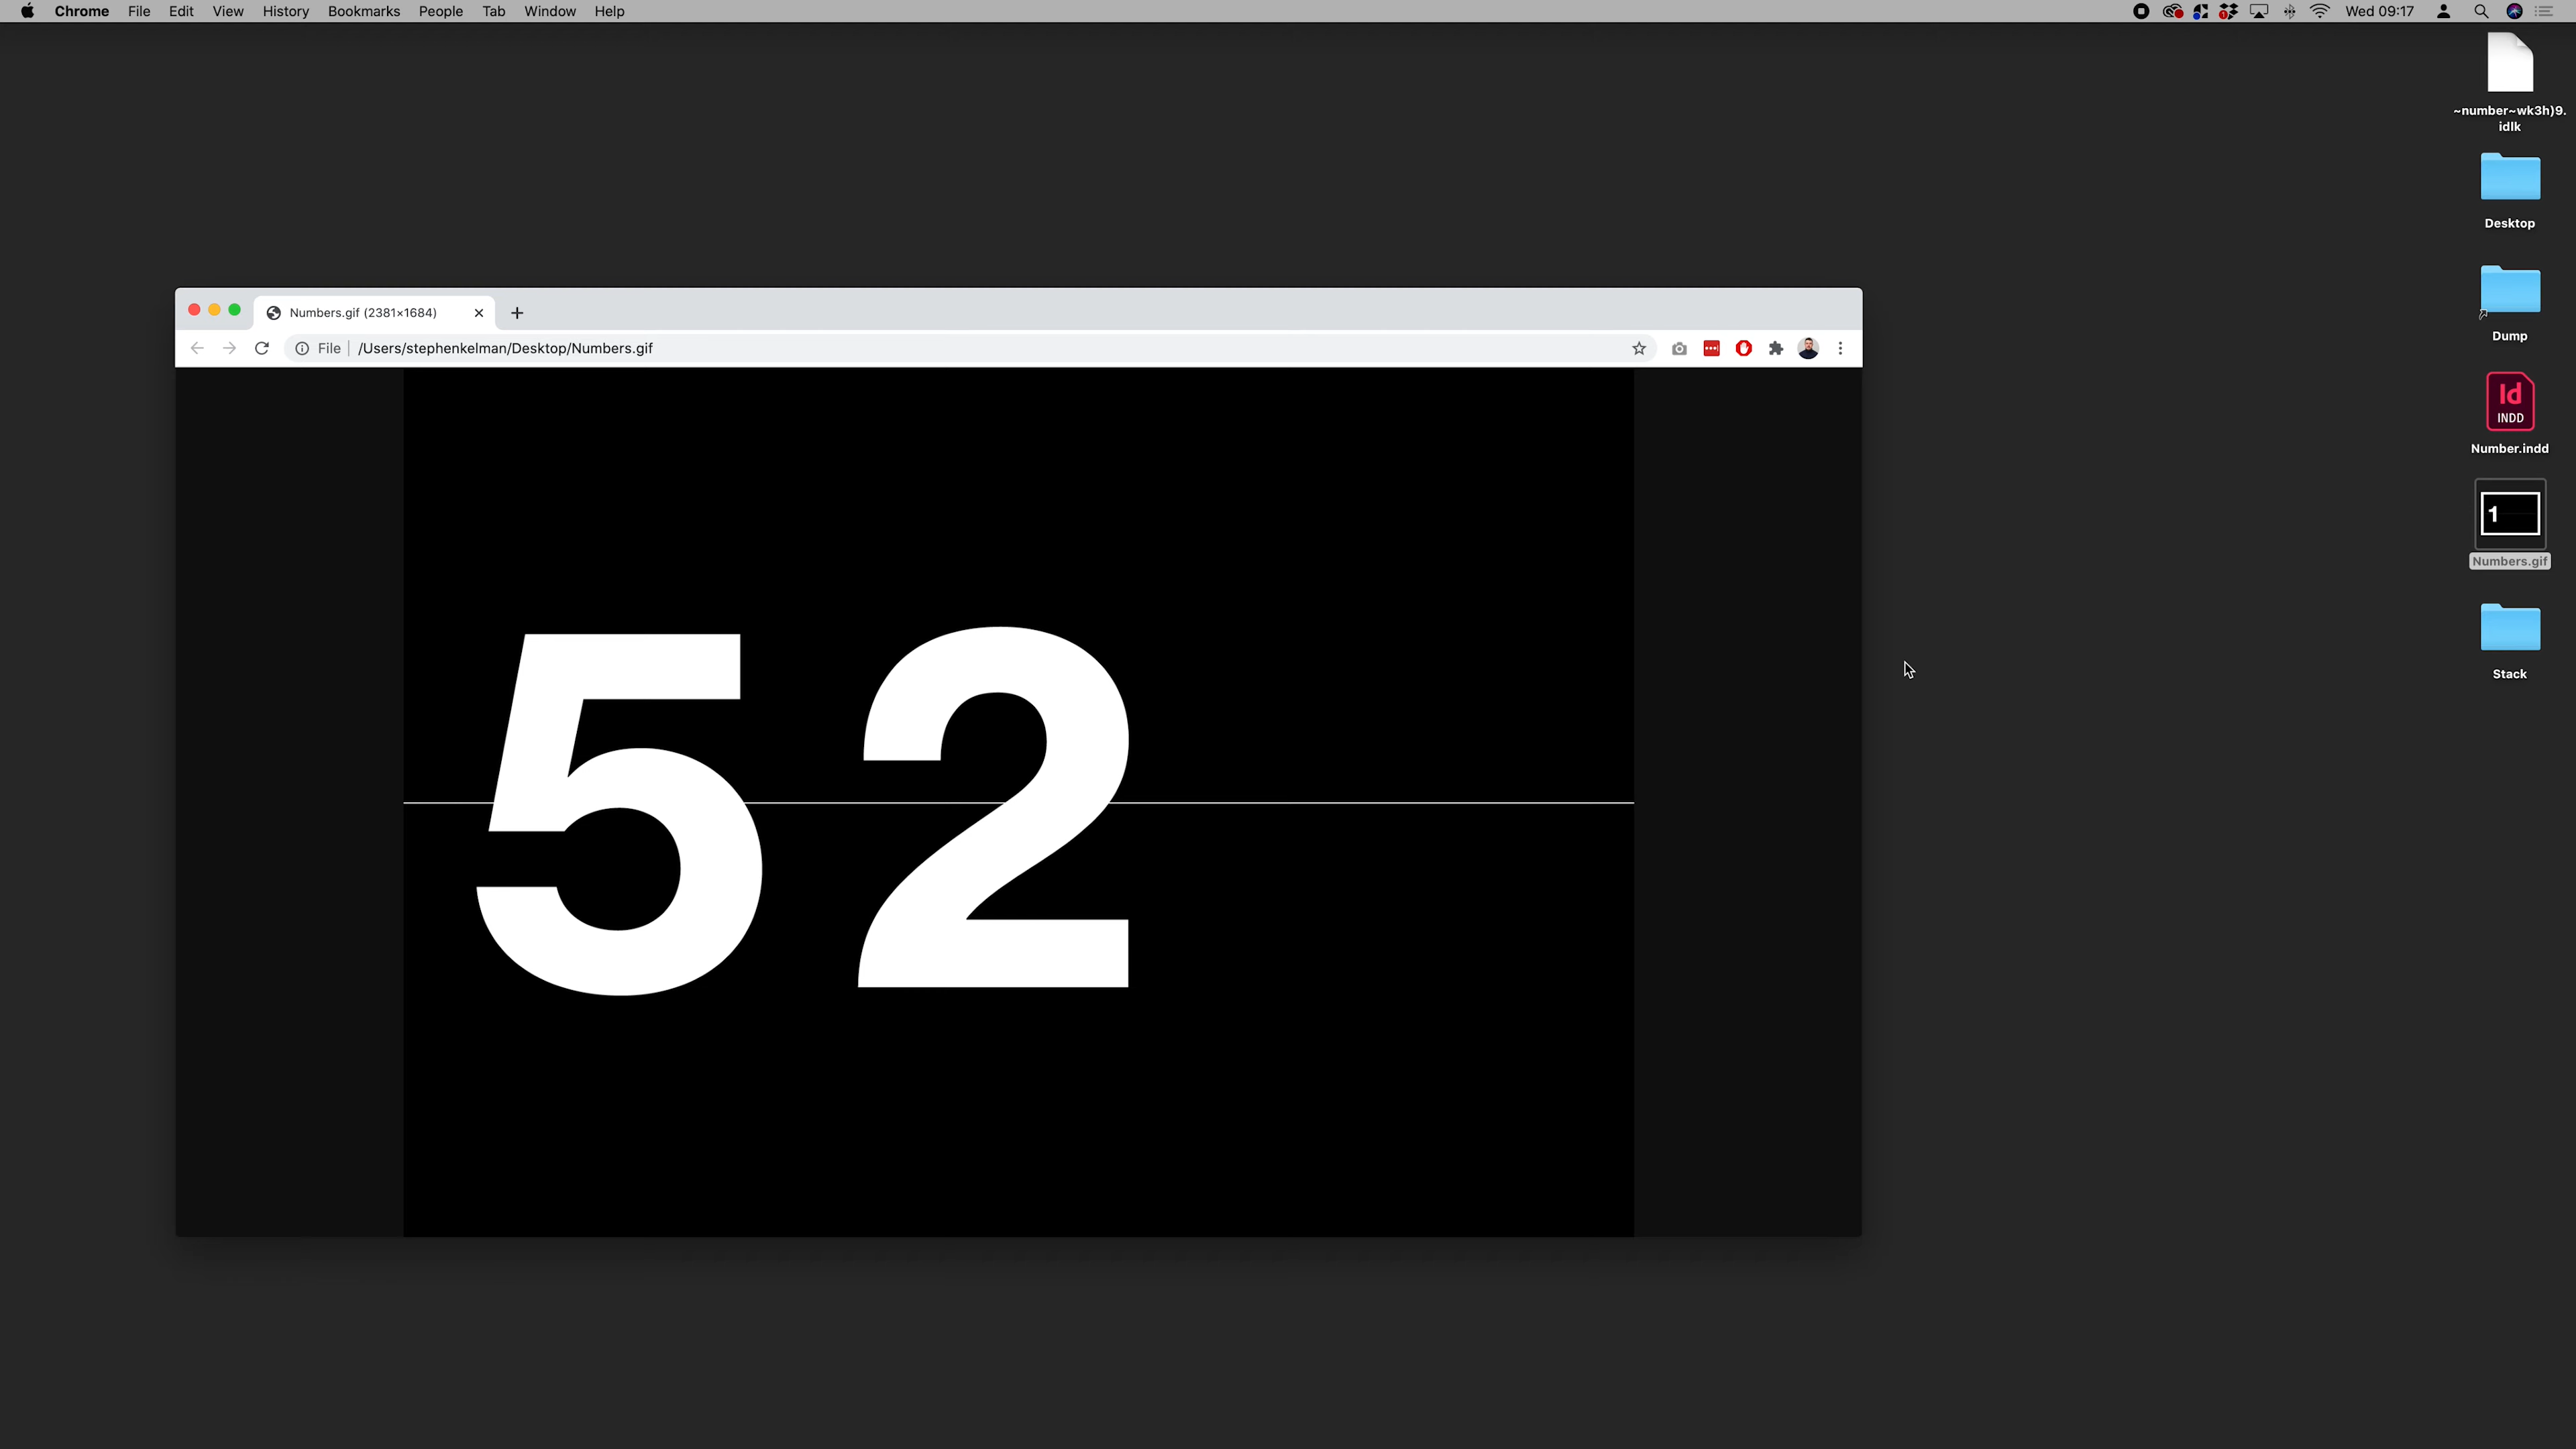 Chrome File Edit View History Bookmarks People Tab Window Help
Wed 09:17
Numbers.gif (2381×1684)
File /Users/stephenkelman/Desktop/Numbers.gif
52
~number~wk3h)9.
idlk
Desktop
Dump
Id
INDD
Number.indd
1
Numbers.gif
Stack